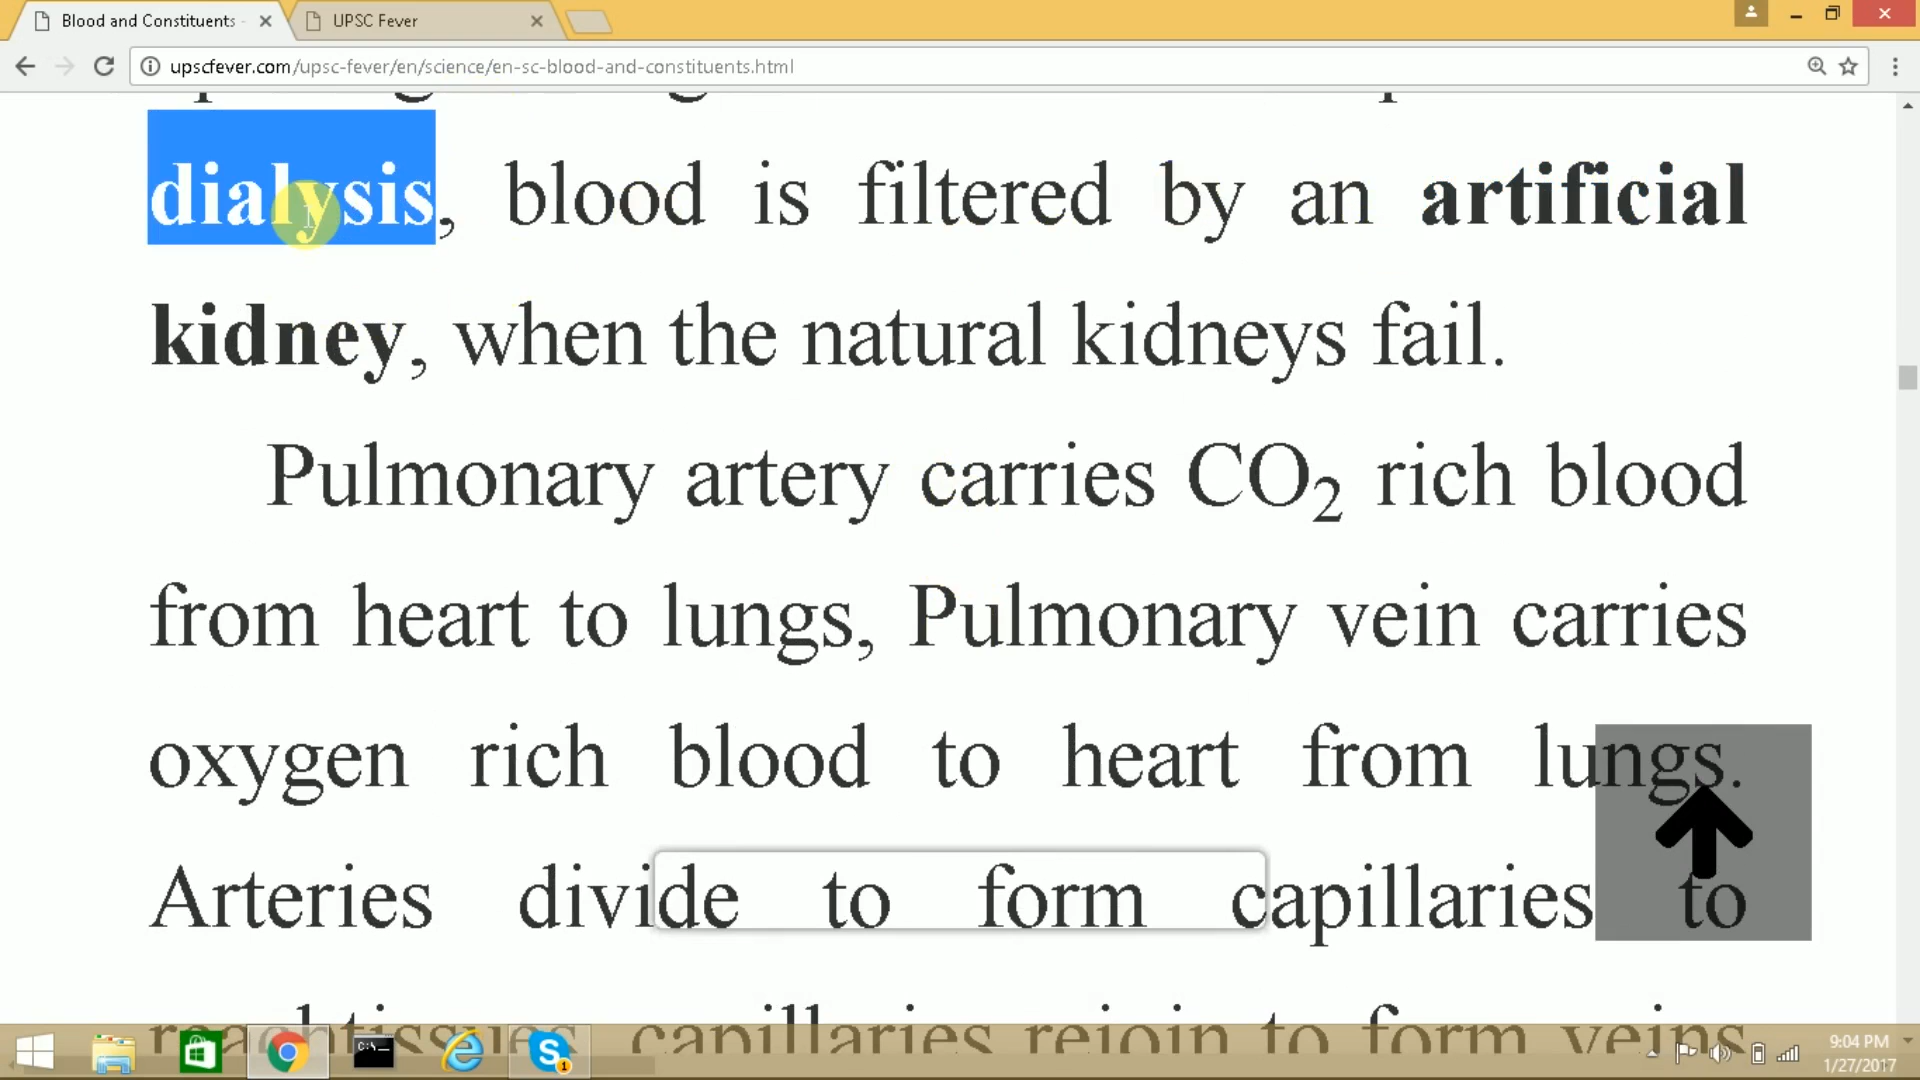 Blood and Constituents -
UPSC Fever
upscfever.com/upsc-fever/en/science/en-sc-blood-and-constituents.html
dialysis, blood is filtered by an artificial
kidney, when the natural kidneys fail.
Pulmonary artery carries CO2 rich blood
from heart to lungs, Pulmonary vein carries
oxygen rich blood to heart from lungs.
Arteries divide to form capillaries to
reach tissues capillaries rejoin to form veins
C:\
1
9:04 PM
1/27/2017